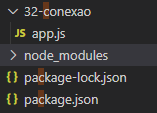 32-conexao
app.js
node_modules
package-lock.json
package.json